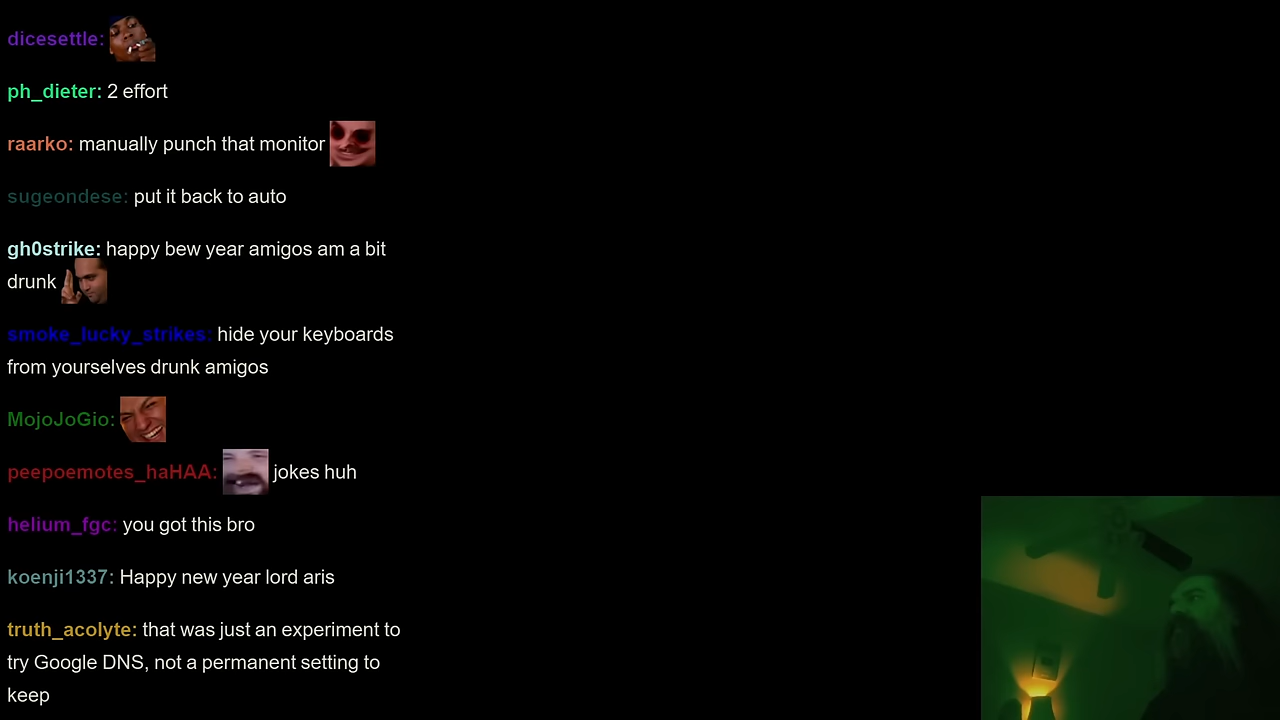 dicesettle:
ph_dieter: 2 effort
raarko: manually punch that monitor
sugeondese: put it back to auto
gh0strike: happy bew year amigos am a bit
drunk
smoke_lucky_strikes: hide your keyboards
from yourselves drunk amigos
MojoJoGio:
peepoemotes_haHAA: jokes huh
helium_fgc: you got this bro
koenji1337: Happy new year lord aris
truth_acolyte: that was just an experiment to
try Google DNS, not a permanent setting to
keep